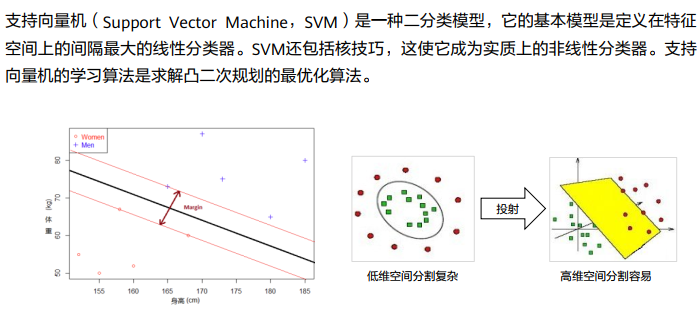 支持向量机（Support Vector Machine，SVM）是一种二分类模型，它的基本模型是定义在特征
空间上的间隔最大的线性分类器。SVM还包括核技巧，这使它成为实质上的非线性分类器。支持
向量机的学习算法是求解凸二次规划的最优化算法。
Women
Men
80
70
60
50
体重(kg)
Margin
155 160 165 170 175 180 185
身高(cm)
投射
低维空间分割复杂
高维空间分割容易